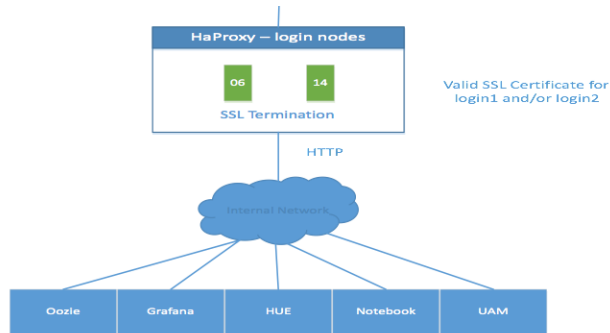 HaProxy – login nodes
06
14
SSL Termination
Valid SSL Certificate for
login1 and/or login2
HTTP
Internal Network
Oozie
Grafana
HUE
Notebook
UAM